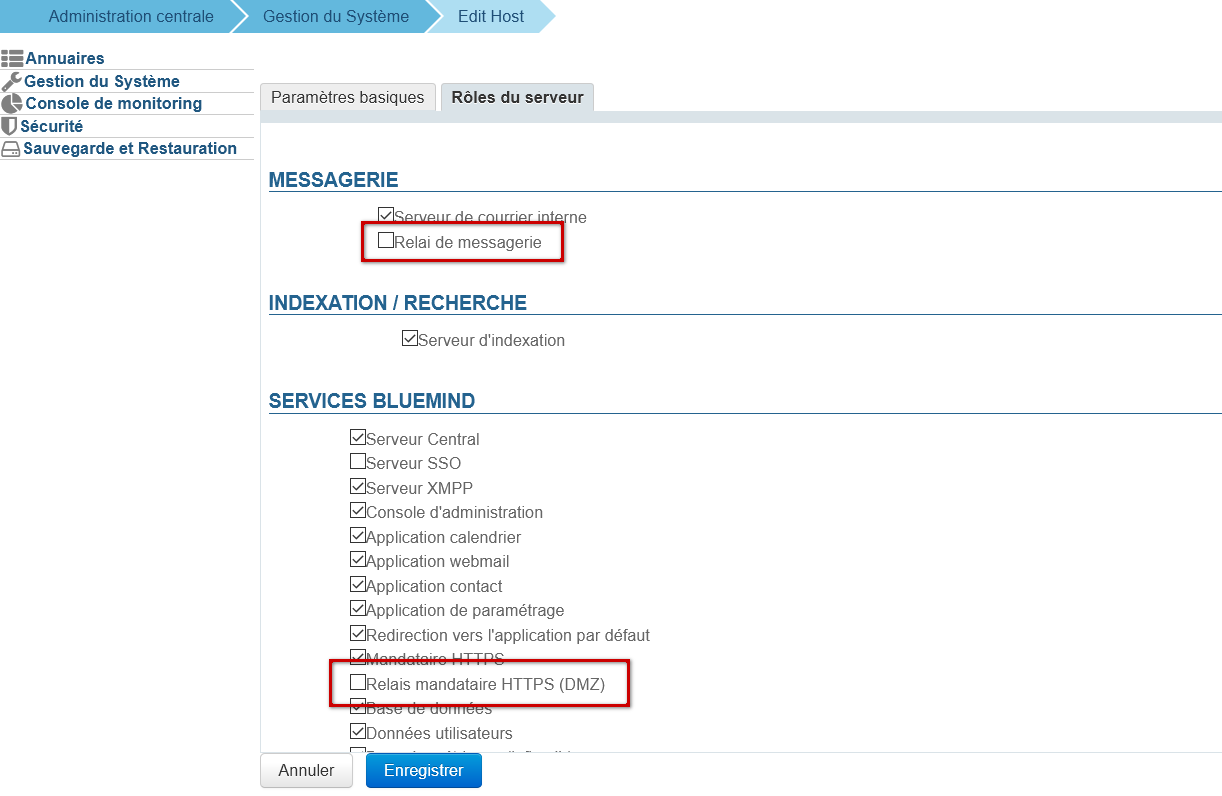 Administration centrale Gestion du Système Edit Host
Annuaires
Gestion du Système
Console de monitoring
Sécurité
Sauvegarde et Restauration
Paramètres basiques Rôles du serveur
MESSAGERIE
Serveur de courrier interne
Relai de messagerie
INDEXATION / RECHERCHE
Serveur d'indexation
SERVICES BLUEMIND
Serveur Central
Serveur SSO
Serveur XMPP
Console d'administration
Application calendrier
Application webmail
Application contact
Application de paramétrage
Redirection vers l'application par défaut
Mandataire HTTPS
Relais mandataire HTTPS (DMZ)
Base de données
Données utilisateurs
Annuler Enregistrer